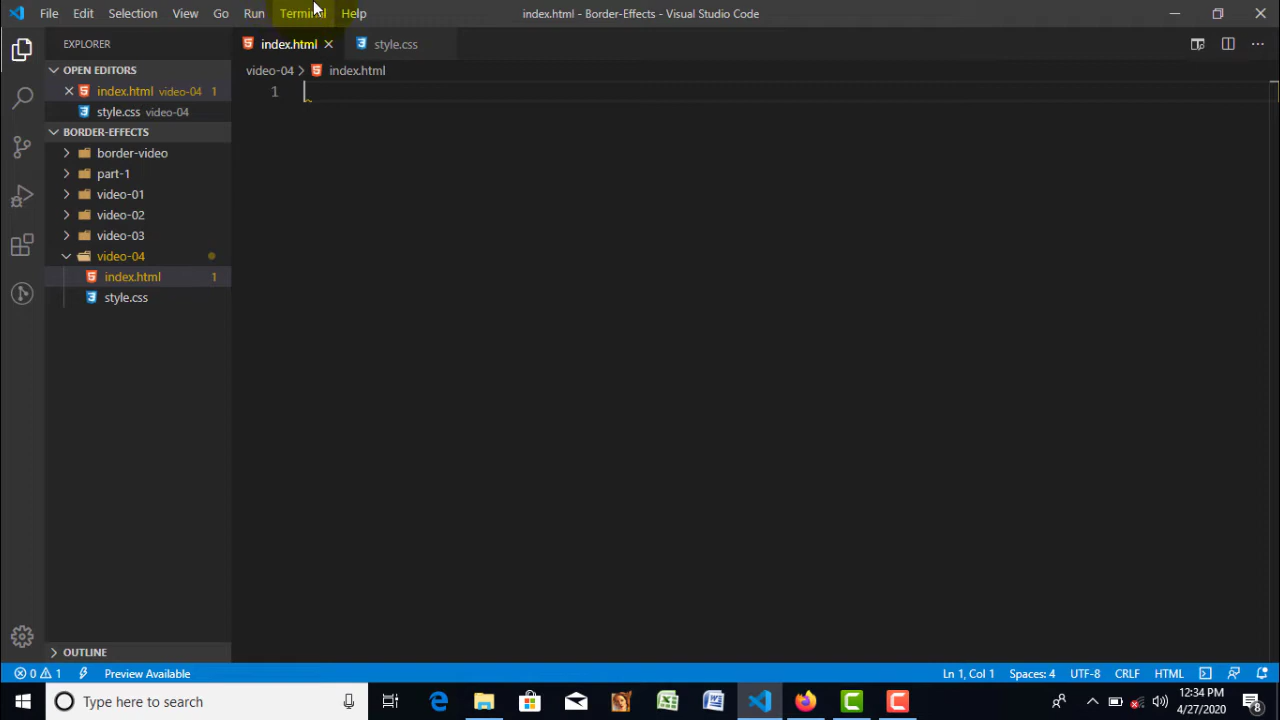 File Edit Selection View Go Run Terminal Help
index.html - Border-Effects - Visual Studio Code
EXPLORER
index.html
style.css
OPEN EDITORS
video-04 index.html
index.html video-04 1
1
style.css video-04
BORDER-EFFECTS
border-video
part-1
video-01
video-02
video-03
video-04
index.html 1
style.css
OUTLINE
0 1 Preview Available
Ln 1, Col 1 Spaces: 4 UTF-8 CRLF HTML
Type here to search
12:34 PM
4/27/2020
8